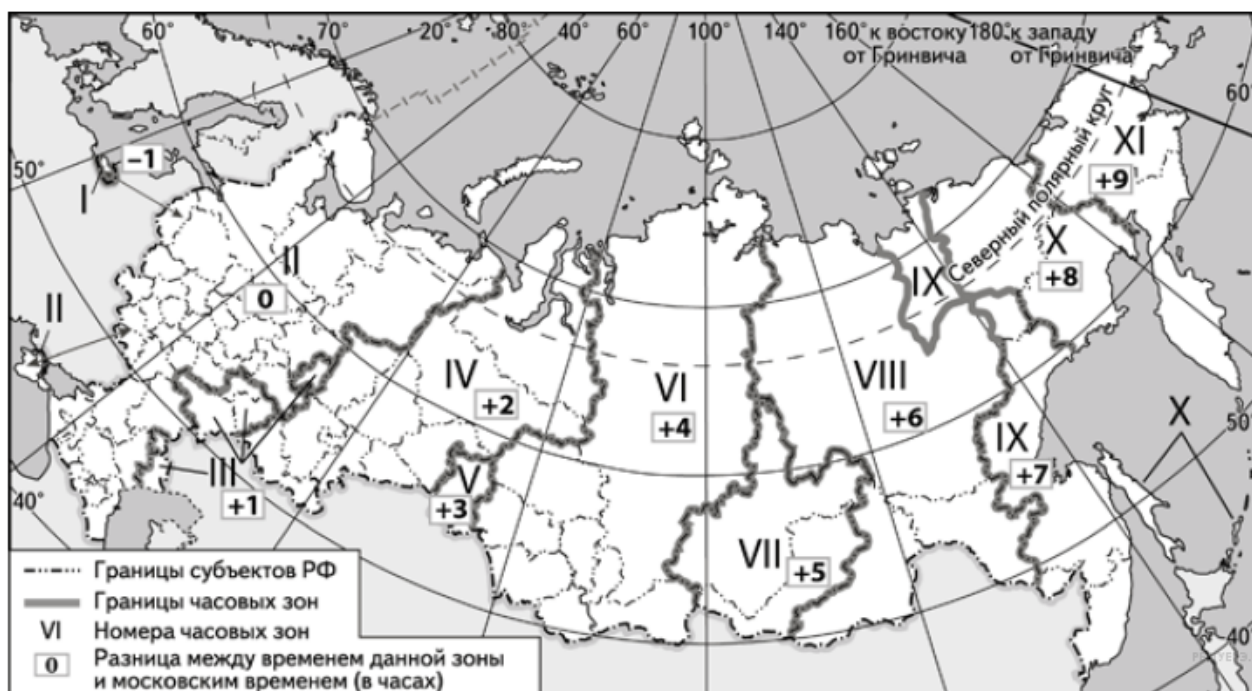 60° 70° 20° 80° 40° 60° 80° 100° 120° 140° 160° к востоку 180° к западу
от Гринвича от Гринвича
60°
Северный полярный круг
XI
+9
−1
50°
I
X
+8
II
0
IX
II
IV
+2
VI
+4
VIII
+6
X
50°
IX
+7
V
+3
III
+1
40°
VII
+5
Границы субъектов РФ
Границы часовых зон
VI Номера часовых зон
0 Разница между временем данной зоны
и московским временем (в часах)
40°